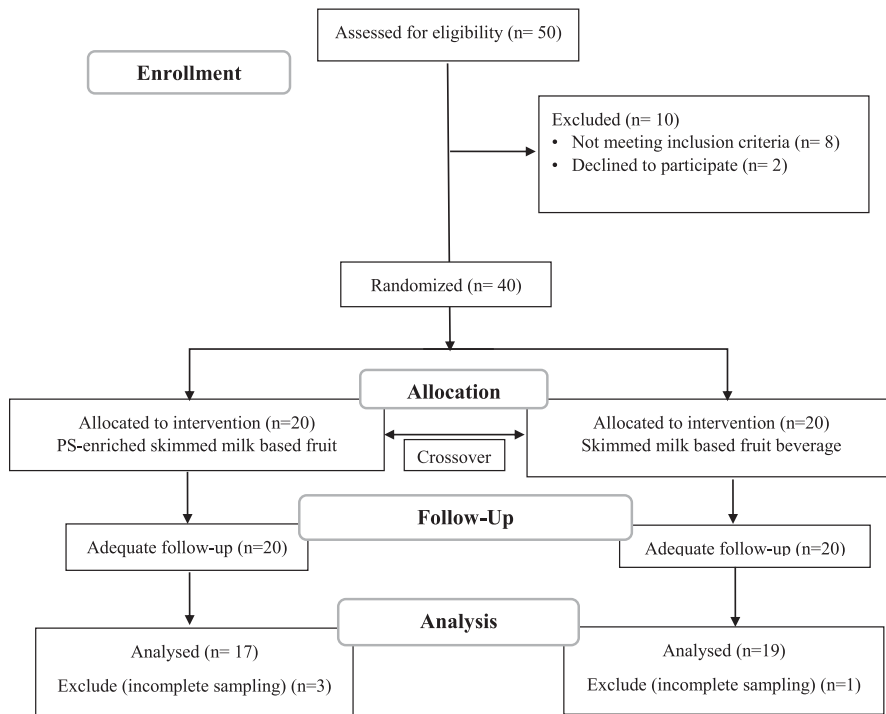 Assessed for eligibility (n= 50)
Enrollment
Excluded (n= 10)
• Not meeting inclusion criteria (n= 8)
• Declined to participate (n= 2)
Randomized (n= 40)
Allocation
Allocated to intervention (n=20)
PS-enriched skimmed milk based fruit
Crossover
Allocated to intervention (n=20)
Skimmed milk based fruit beverage
Follow-Up
Adequate follow-up (n=20)
Adequate follow-up (n=20)
Analysis
Analysed (n= 17)
Exclude (incomplete sampling) (n=3)
Analysed (n=19)
Exclude (incomplete sampling) (n=1)